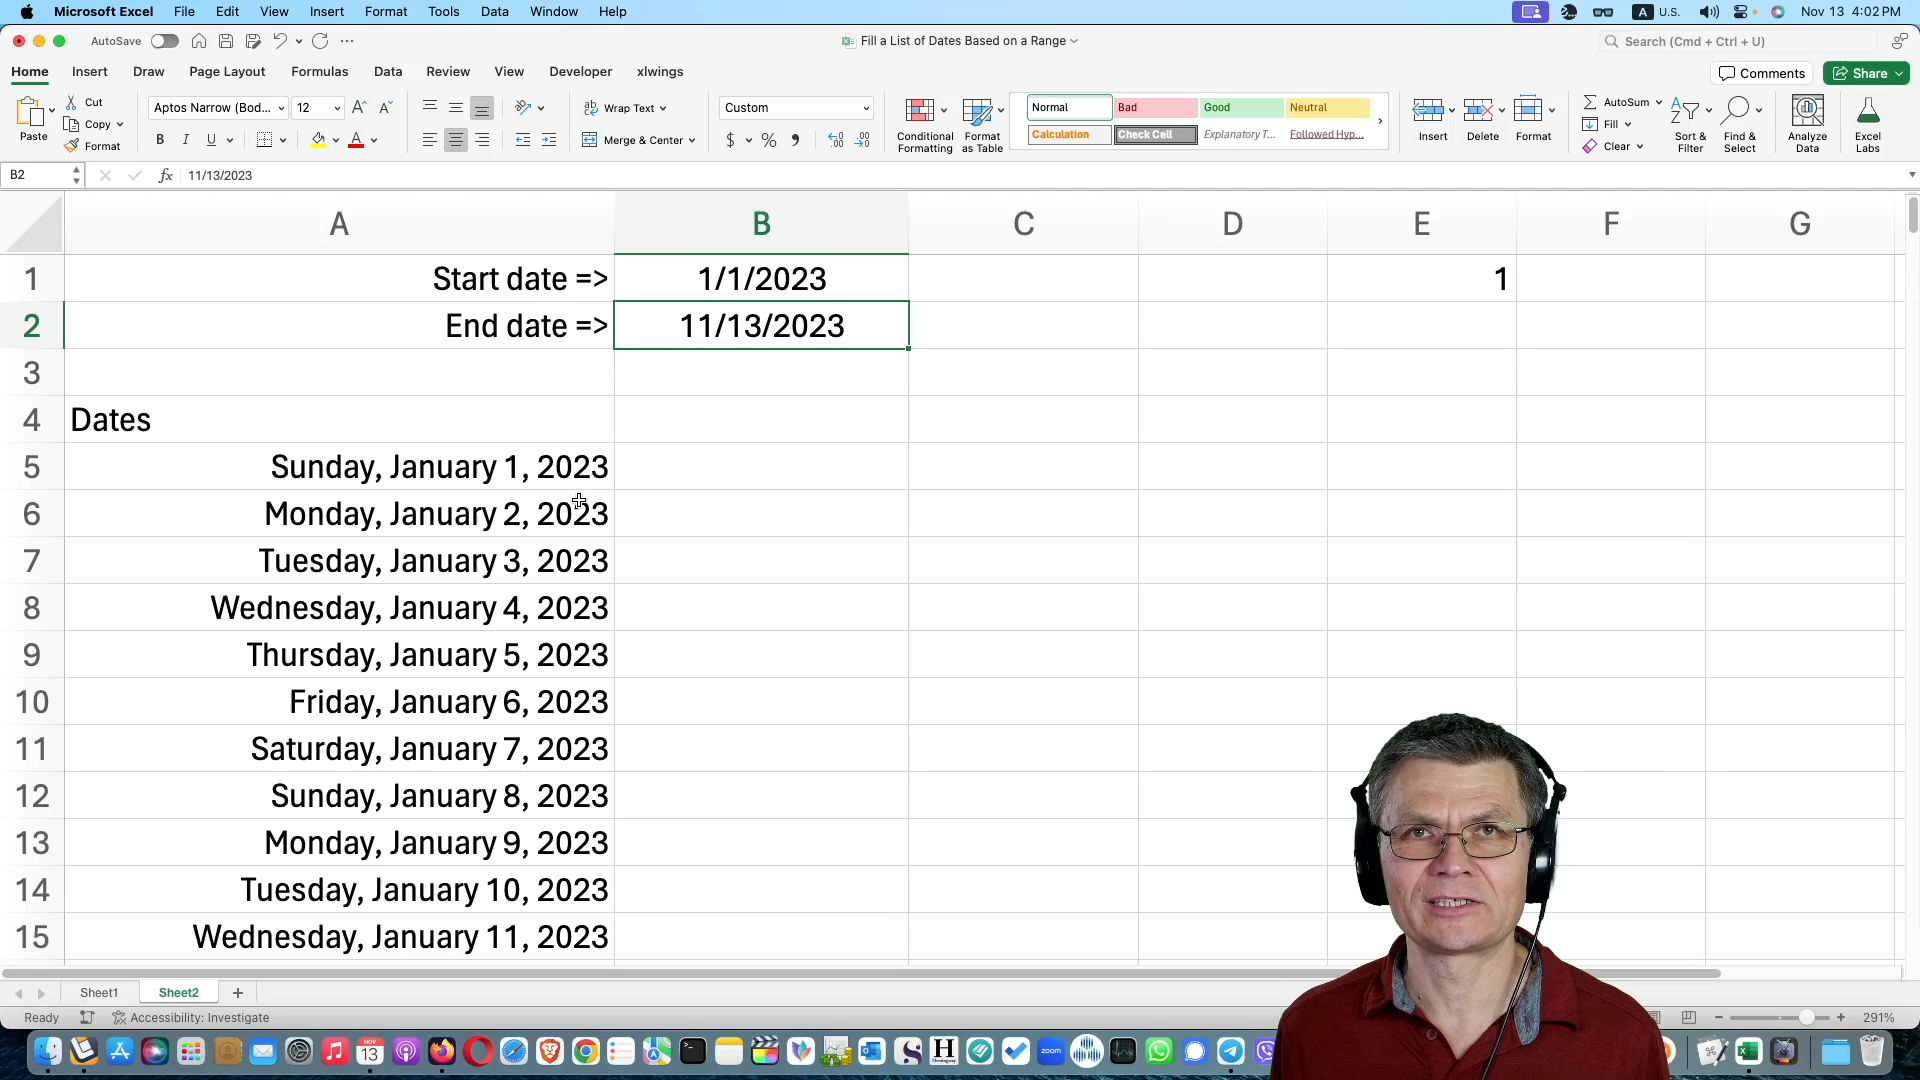 Microsoft Excel File Edit View Insert Format Tools Data Window Help A U.S. Nov 13 4:02 PM
AutoSave Fill a List of Dates Based on a Range Search (Cmd + Ctrl + U)
Home Insert Draw Page Layout Formulas Data Review View Developer xlwings Comments Share
Paste Cut Copy Format
Aptos Narrow (Bod... 12 A A
B I U A
Wrap Text
Merge & Center
Custom
$ %
Conditional Formatting
Format as Table
Normal Bad Good Neutral
Calculation Check Cell Explanatory T... Followed Hyp...
Insert Delete Format
AutoSum
Fill
Clear
Sort & Filter
Find & Select
Analyze Data
Excel Labs
B2 fx 11/13/2023
A B C D E F G
1 Start date => 1/1/2023 1
2 End date => 11/13/2023
3
4 Dates
5 Sunday, January 1, 2023
6 Monday, January 2, 2023
7 Tuesday, January 3, 2023
8 Wednesday, January 4, 2023
9 Thursday, January 5, 2023
10 Friday, January 6, 2023
11 Saturday, January 7, 2023
12 Sunday, January 8, 2023
13 Monday, January 9, 2023
14 Tuesday, January 10, 2023
15 Wednesday, January 11, 2023
Sheet1 Sheet2 +
Ready Accessibility: Investigate 291%
NOV 13 H zoom